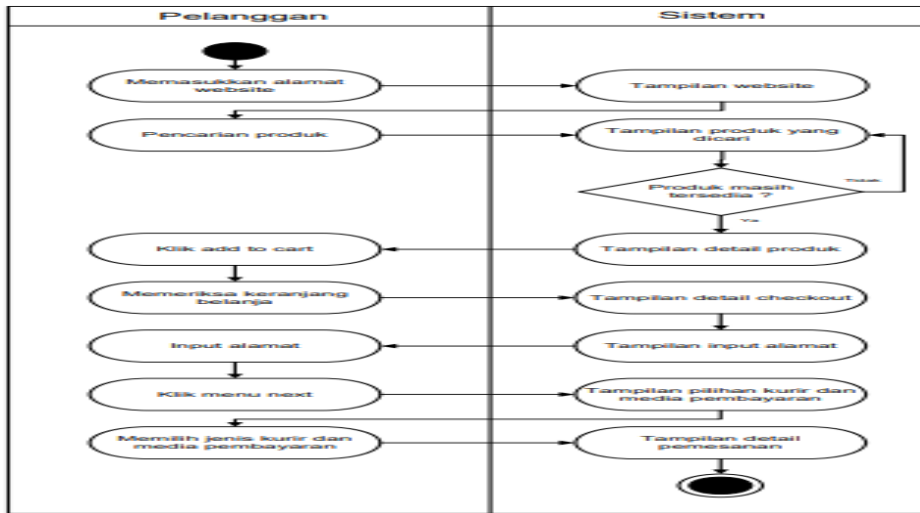 Pelanggan
Sistem
Memasukkan alamat
website
Tampilan website
Pencarian produk
Tampilan produk yang
dicari
Produk masih
tersedia ?
Tidak
Ya
Klik add to cart
Tampilan detail produk
Memeriksa keranjang
belanja
Tampilan detail checkout
Input alamat
Tampilan input alamat
Klik menu next
Tampilan pilihan kurir dan
media pembayaran
Memilih jenis kurir dan
media pembayaran
Tampilan detail
pemesanan